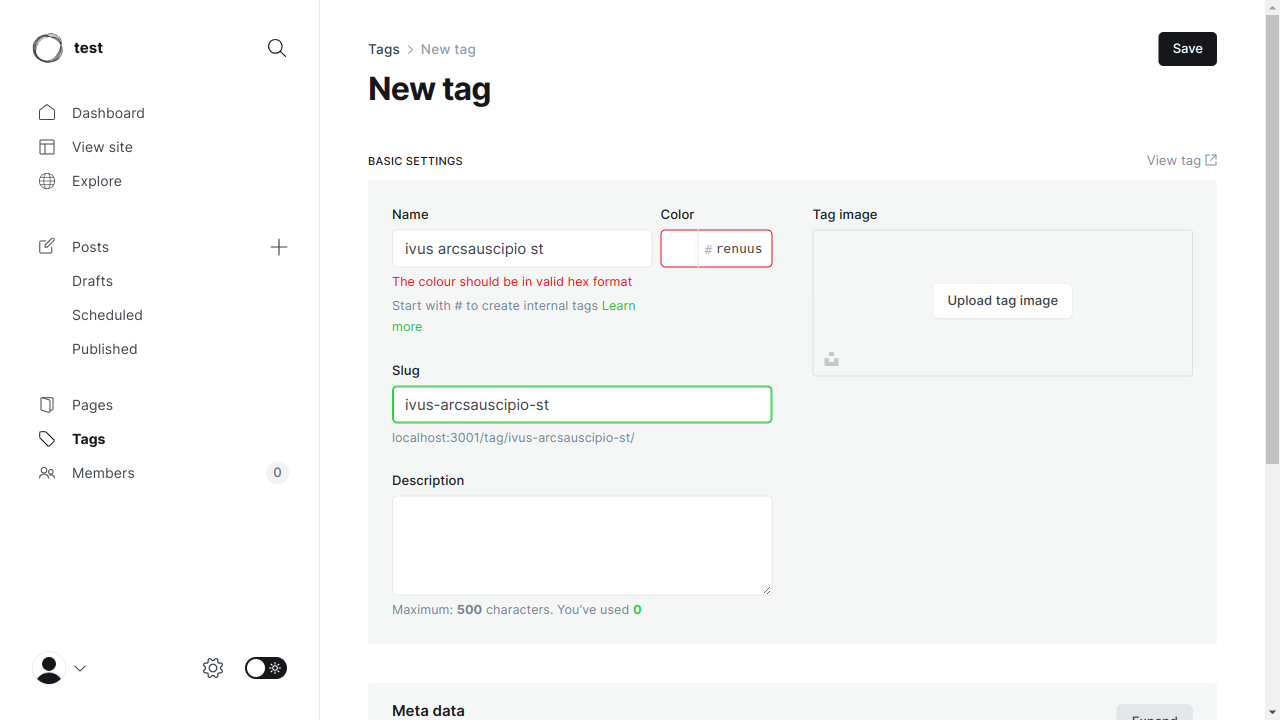 test
Dashboard
View site
Explore
Posts
Drafts
Scheduled
Published
Pages
Tags
Members 0
Tags > New tag
Save
New tag
BASIC SETTINGS
View tag
Name
ivus arcsauscipio st
Color
# renuus
The colour should be in valid hex format
Start with # to create internal tags Learn
more
Slug
ivus-arcsauscipio-st
localhost:3001/tag/ivus-arcsauscipio-st/
Description
Maximum: 500 characters. You’ve used 0
Tag image
Upload tag image
Meta data
Expand